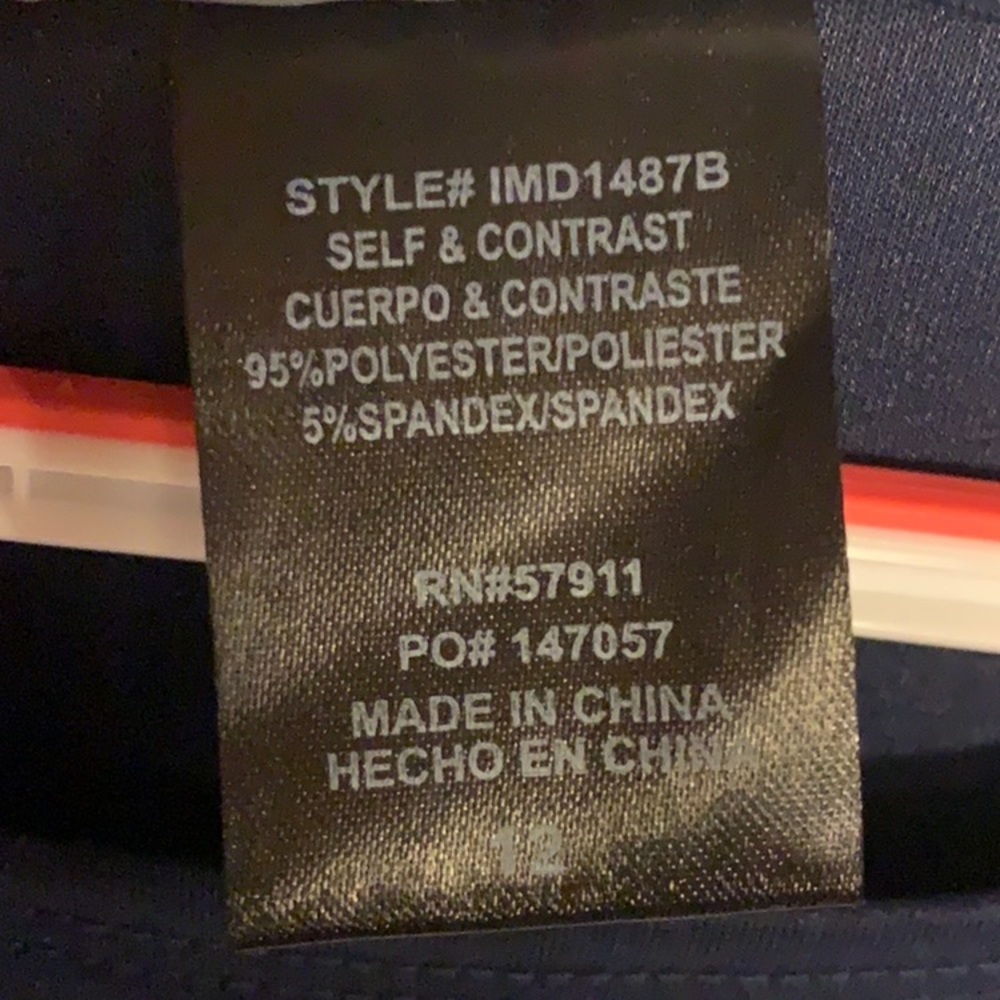 STYLE# IMD1487B
SELF & CONTRAST
CUERPO & CONTRASTE
95%POLYESTER/POLIESTER
5%SPANDEX/SPANDEX
RN#57911
PO# 147057
MADE IN CHINA
HECHO EN CHINA
12